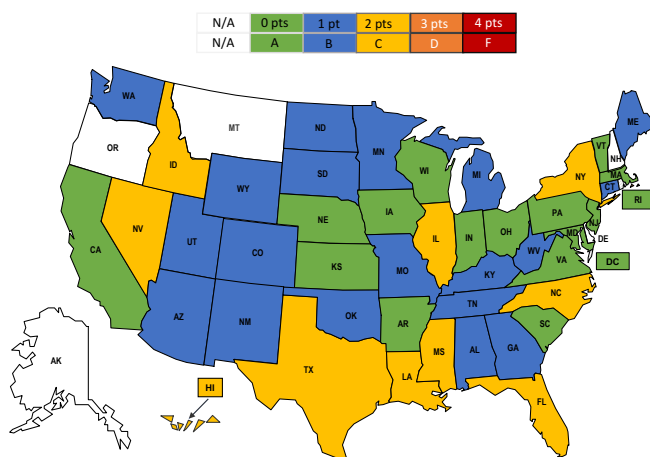 N/A 0 pts 1 pt 2 pts 3 pts 4 pts
N/A A B C D F
WA
ME
MT
ND
VT
MN
OR
NH
ID
WI
NY
MA
SD
MI
CT
WY
RI
IA
PA
NE
NJ
NV
OH
IL
IN
MD
DE
UT
CA
CO
WV
VA
DC
KS
MO
KY
NC
TN
AZ
OK
NM
AR
SC
MS
AL
GA
AK
TX
LA
HI
FL